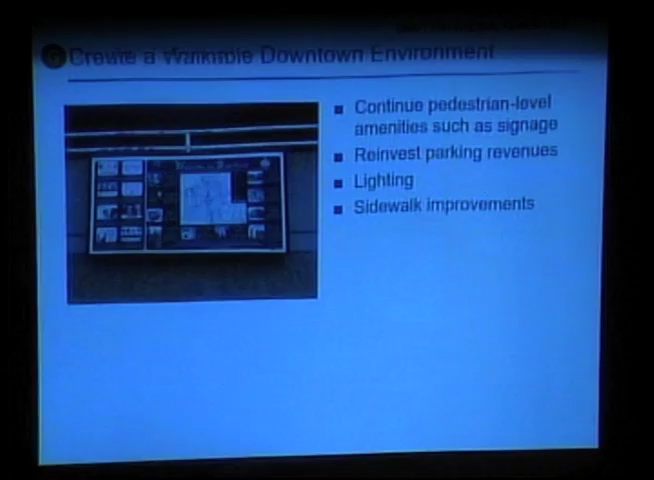 Create a Walkable Downtown Environment
■ Continue pedestrian-level
amenities such as signage
■ Reinvest parking revenues
■ Lighting
■ Sidewalk improvements